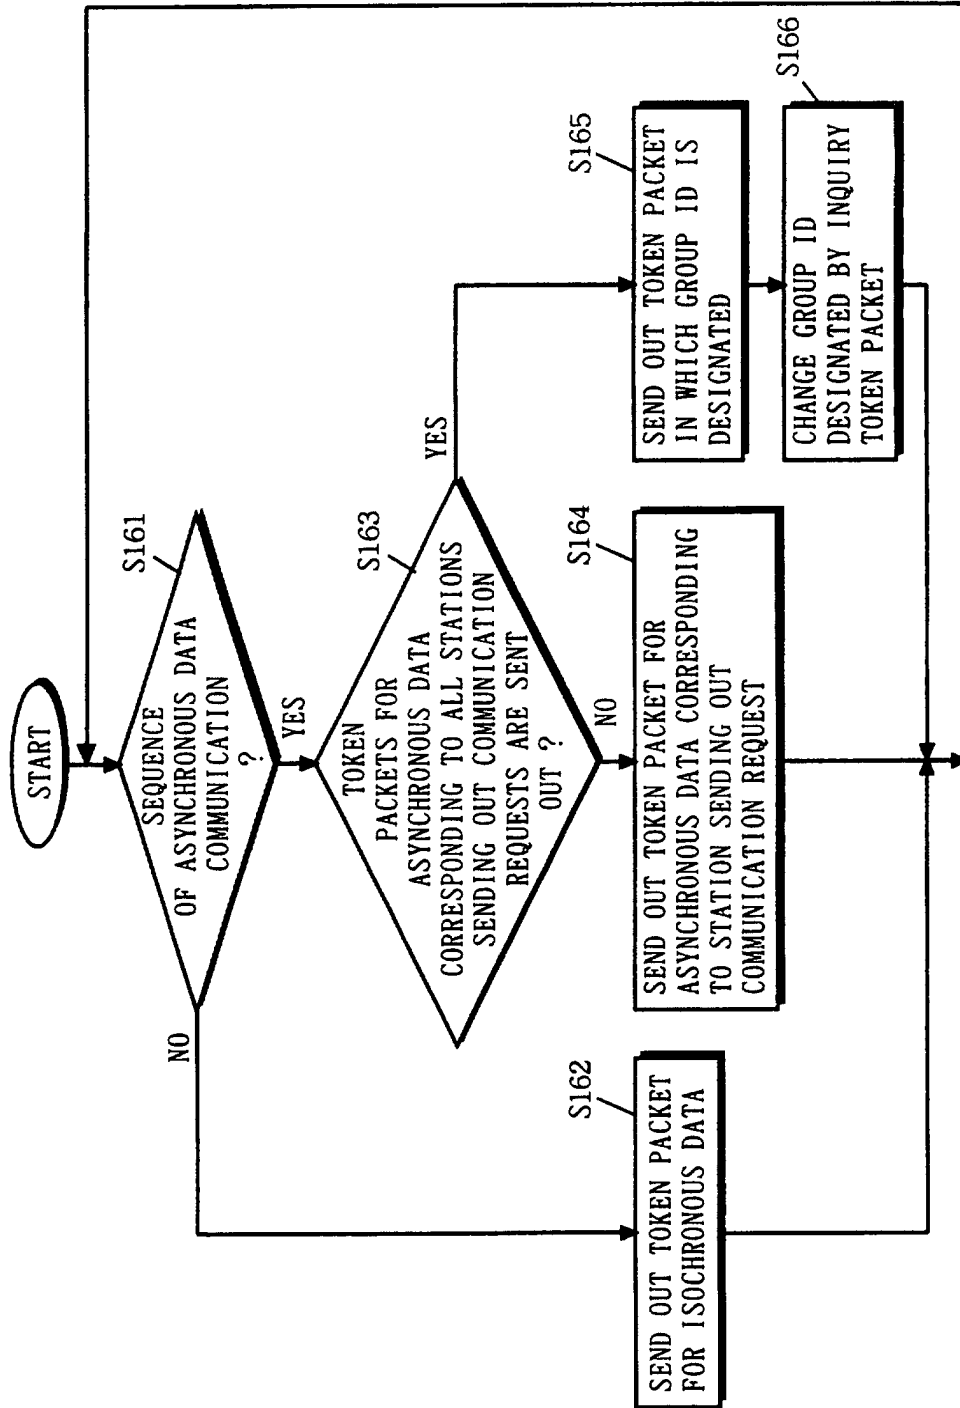 START
S161
SEQUENCE
OF ASYNCHRONOUS DATA
COMMUNICATION
?
NO
YES
S163
TOKEN
PACKETS FOR
ASYNCHRONOUS DATA
CORRESPONDING TO ALL STATIONS
SENDING OUT COMMUNICATION
REQUESTS ARE SENT
OUT ?
YES
NO
S162
SEND OUT TOKEN PACKET
FOR ISOCHRONOUS DATA
S164
SEND OUT TOKEN PACKET FOR
ASYNCHRONOUS DATA CORRESPONDING
TO STATION SENDING OUT
COMMUNICATION REQUEST
S165
SEND OUT TOKEN PACKET
IN WHICH GROUP ID IS
DESIGNATED
S166
CHANGE GROUP ID
DESIGNATED BY INQUIRY
TOKEN PACKET